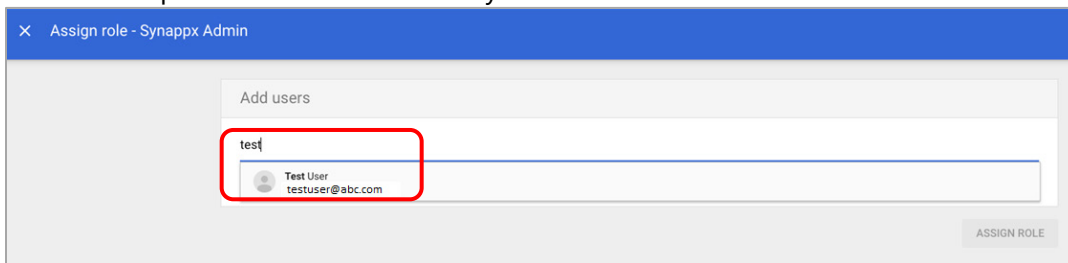 × Assign role - Synappx Admin
Add users
test
Test User
testuser@abc.com
ASSIGN ROLE